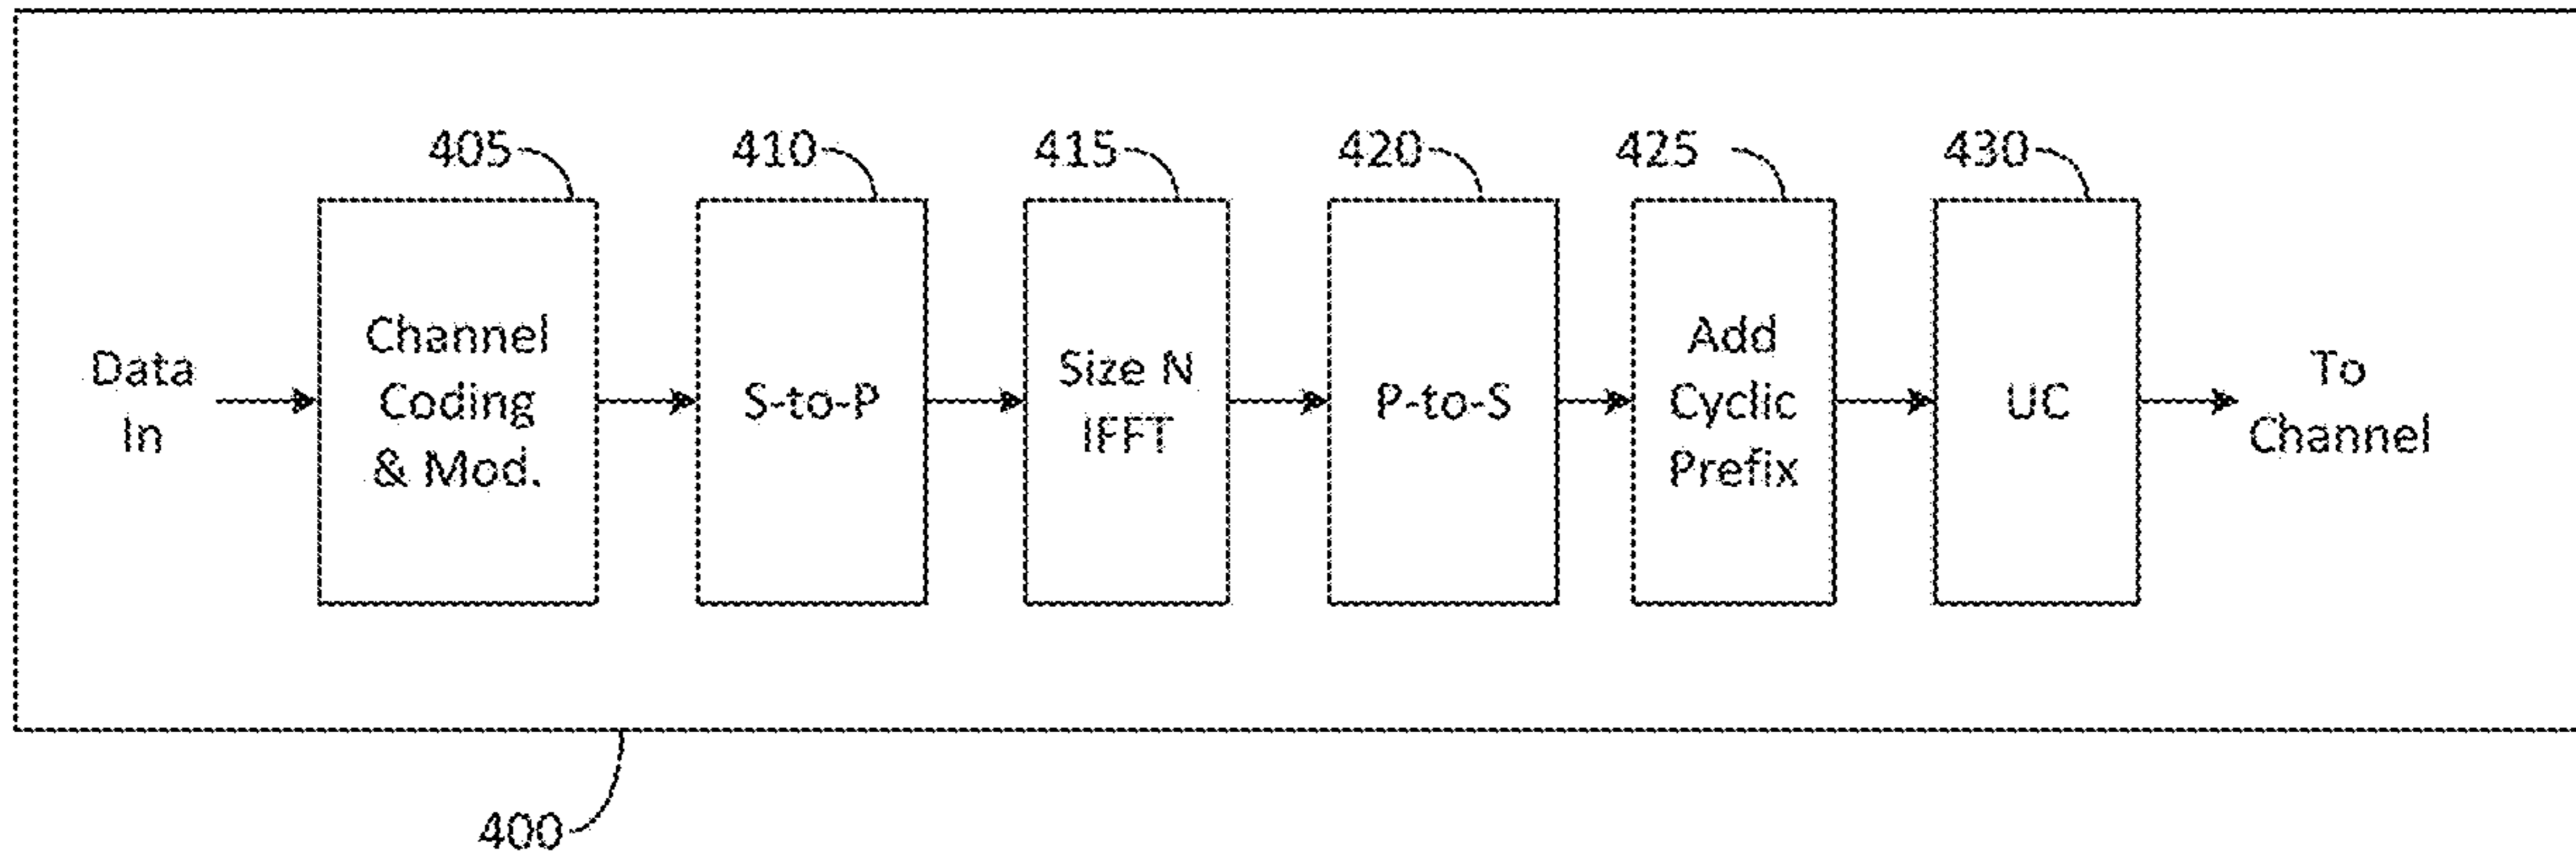 405
410
415
420
425
430
Data
In
Channel
Coding
& Mod.
S-to-P
Size N
IFFT
P-to-S
Add
Cyclic
Prefix
UC
To
Channel
400